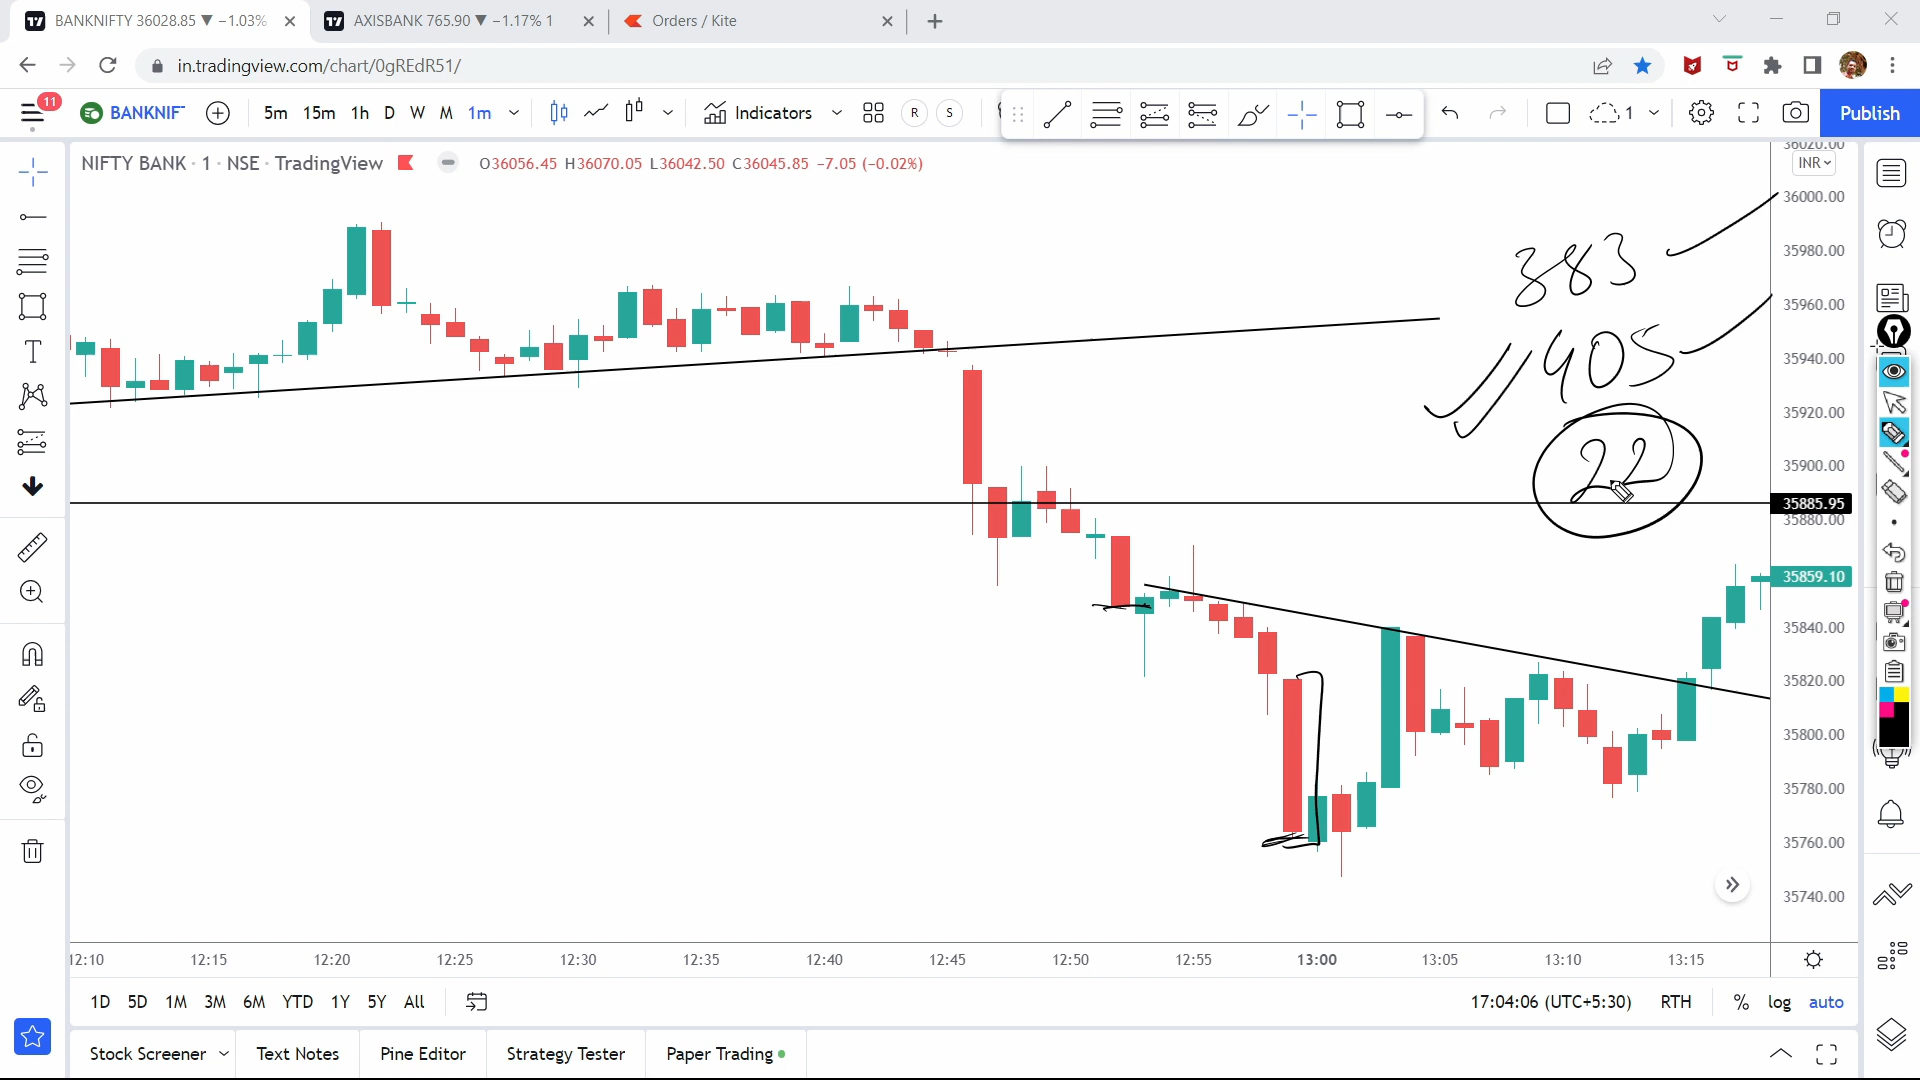 BANKNIFTY 36028.85 ▼ −1.03%
AXISBANK 765.90 ▼ −1.17% 1
Orders / Kite
in.tradingview.com/chart/0gREdR51/
11
BANKNIF
5m 15m 1h D W M 1m
Indicators
R S
1
Publish
NIFTY BANK · 1 · NSE · TradingView
O36056.45 H36070.05 L36042.50 C36045.85 −7.05 (−0.02%)
36020.00
INR
36000.00
35980.00
35960.00
35940.00
35920.00
35900.00
35885.95
35880.00
35859.10
35840.00
35820.00
35800.00
35780.00
35760.00
35740.00
383
405
22
12:10 12:15 12:20 12:25 12:30 12:35 12:40 12:45 12:50 12:55 13:00 13:05 13:10 13:15
1D 5D 1M 3M 6M YTD 1Y 5Y All
17:04:06 (UTC+5:30) RTH % log auto
Stock Screener Text Notes Pine Editor Strategy Tester Paper Trading